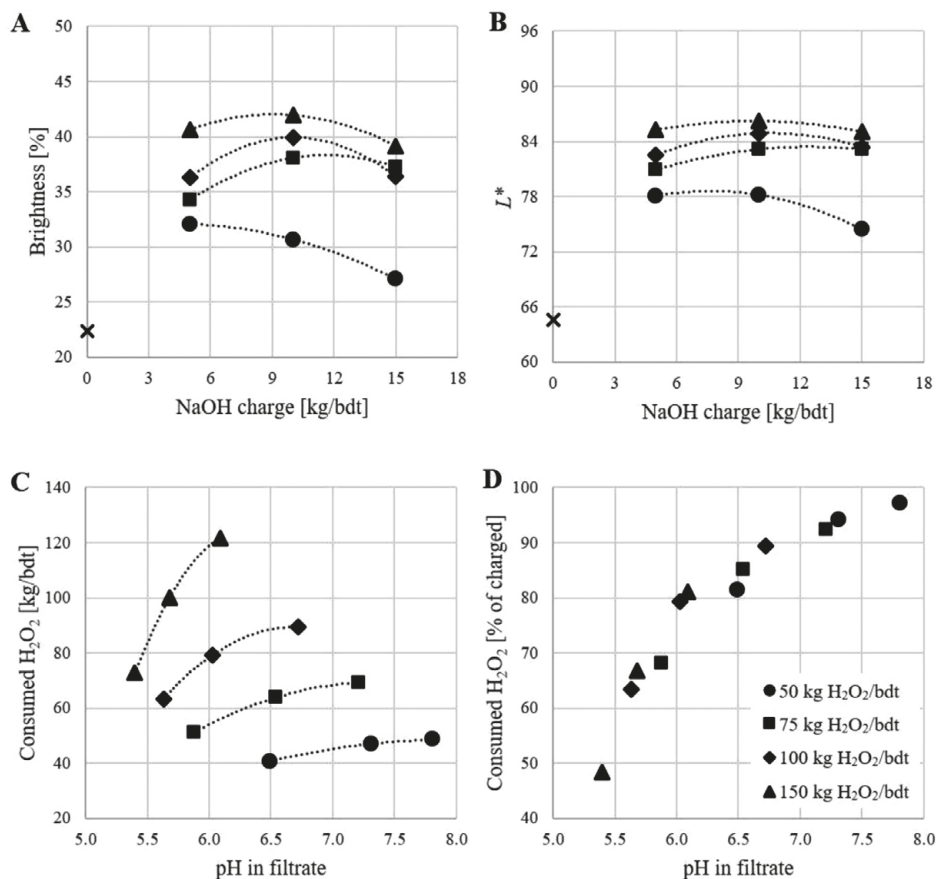 A
Brightness [%]
50
45
40
35
30
25
20
0 3 6 9 12 15 18
NaOH charge [kg/bdt]
B
L*
96
90
84
78
72
66
60
0 3 6 9 12 15 18
NaOH charge [kg/bdt]
C
Consumed H₂O₂ [kg/bdt]
140
120
100
80
60
40
20
5.0 5.5 6.0 6.5 7.0 7.5 8.0
pH in filtrate
D
Consumed H₂O₂ [% of charged]
100
90
80
70
60
50
40
5.0 5.5 6.0 6.5 7.0 7.5 8.0
pH in filtrate
50 kg H₂O₂/bdt
75 kg H₂O₂/bdt
100 kg H₂O₂/bdt
150 kg H₂O₂/bdt